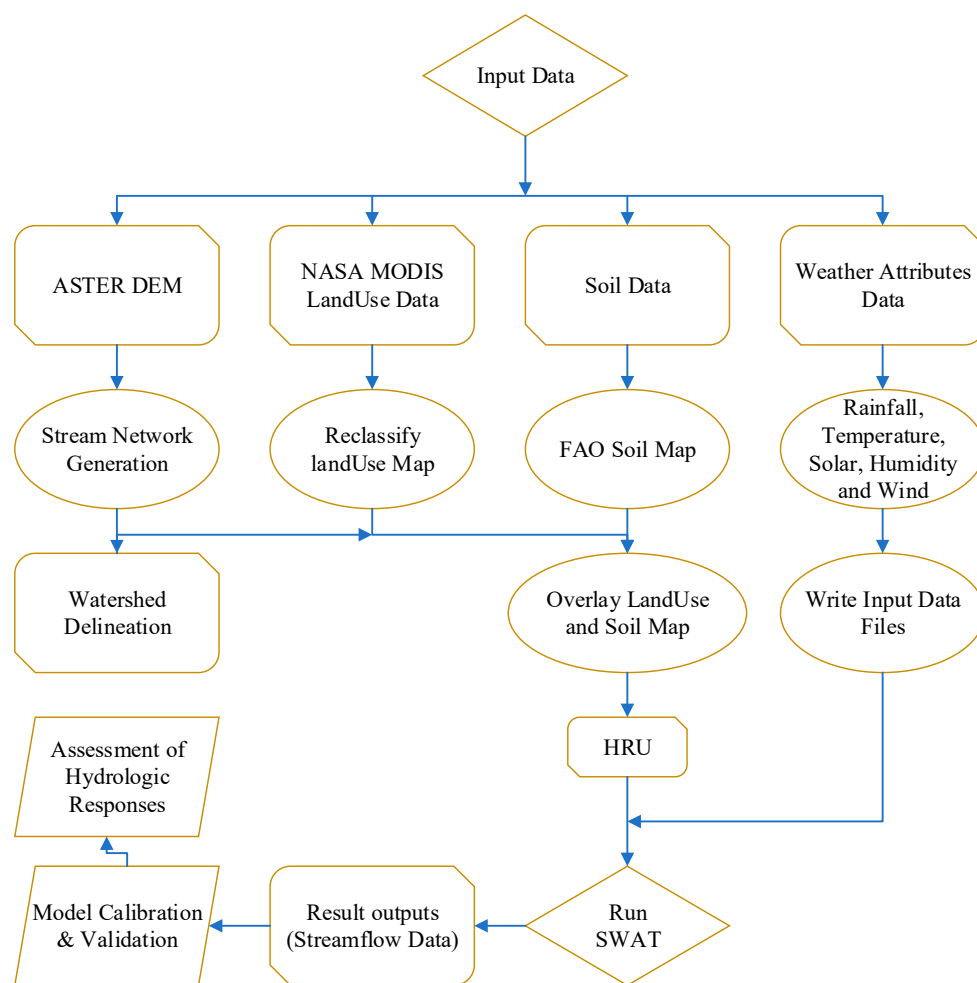 Input Data
ASTER DEM
NASA MODIS
LandUse Data
Soil Data
Weather Attributes
Data
Stream Network
Generation
Reclassify
landUse Map
FAO Soil Map
Rainfall,
Temperature,
Solar, Humidity
and Wind
Watershed
Delineation
Overlay LandUse
and Soil Map
Write Input Data
Files
Assessment of
Hydrologic
Responses
HRU
Model Calibration
& Validation
Result outputs
(Streamflow Data)
Run
SWAT